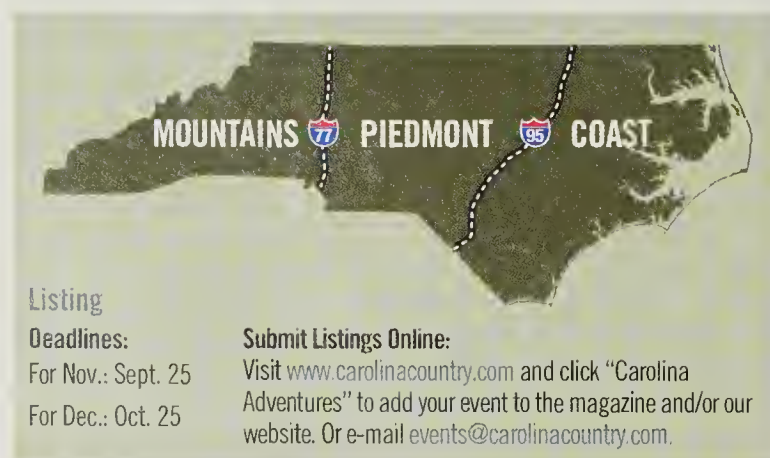 MOUNTAINS 77 PIEDMONT 95 COAST
Listing
Deadlines:
For Nov.: Sept. 25
For Dec.: Oct. 25
Submit Listings Online:
Visit www.carolinacountry.com and click “Carolina
Adventures” to add your event to the magazine and/or our
website. Or e-mail events@carolinacountry.com.